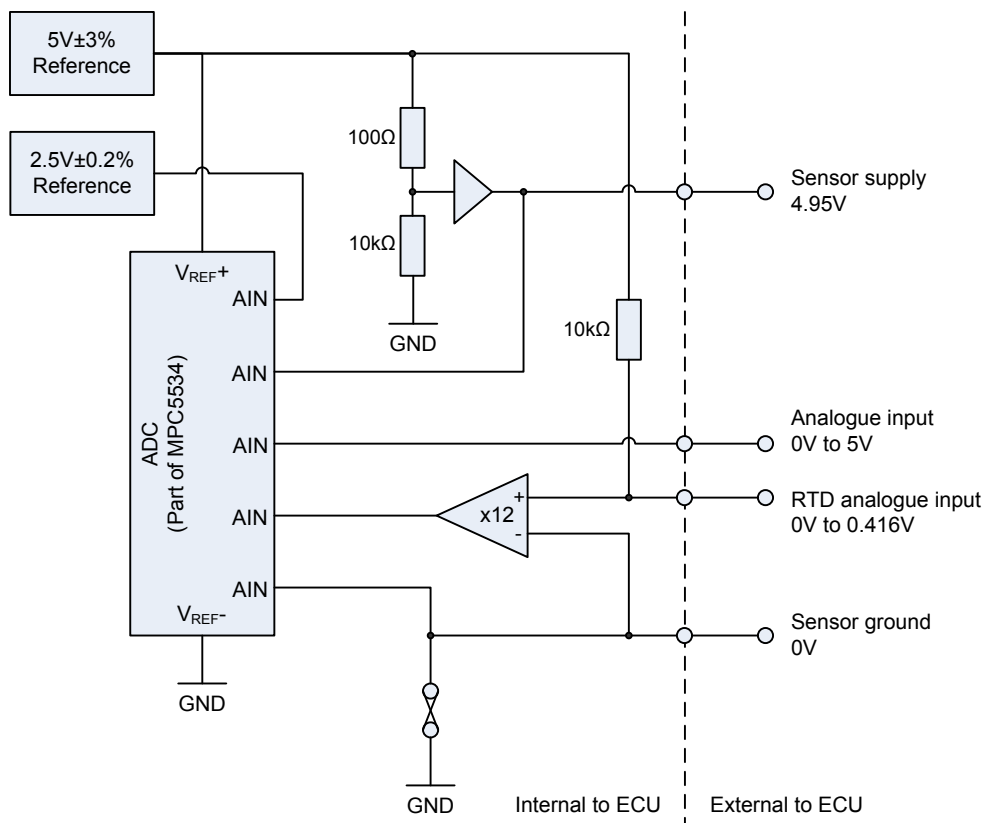 5V±3%
Reference
2.5V±0.2%
Reference
100Ω
10kΩ
GND
Sensor supply
4.95V
VREF+
AIN
AIN
10kΩ
ADC
(Part of MPC5534)
AIN
Analogue input
0V to 5V
AIN
x12
+
-
RTD analogue input
0V to 0.416V
AIN
VREF-
Sensor ground
0V
GND
GND
Internal to ECU
External to ECU